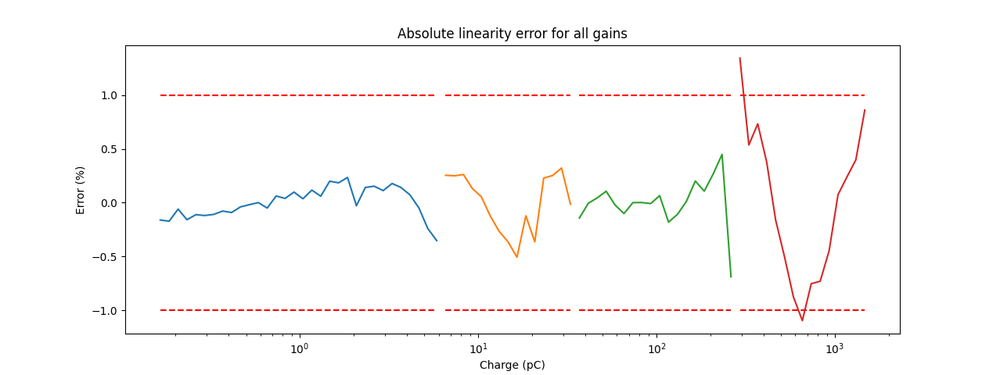 Absolute linearity error for all gains
1.0
0.5
0.0
−0.5
−1.0
Error (%)
10⁰ 10¹ 10² 10³
Charge (pC)